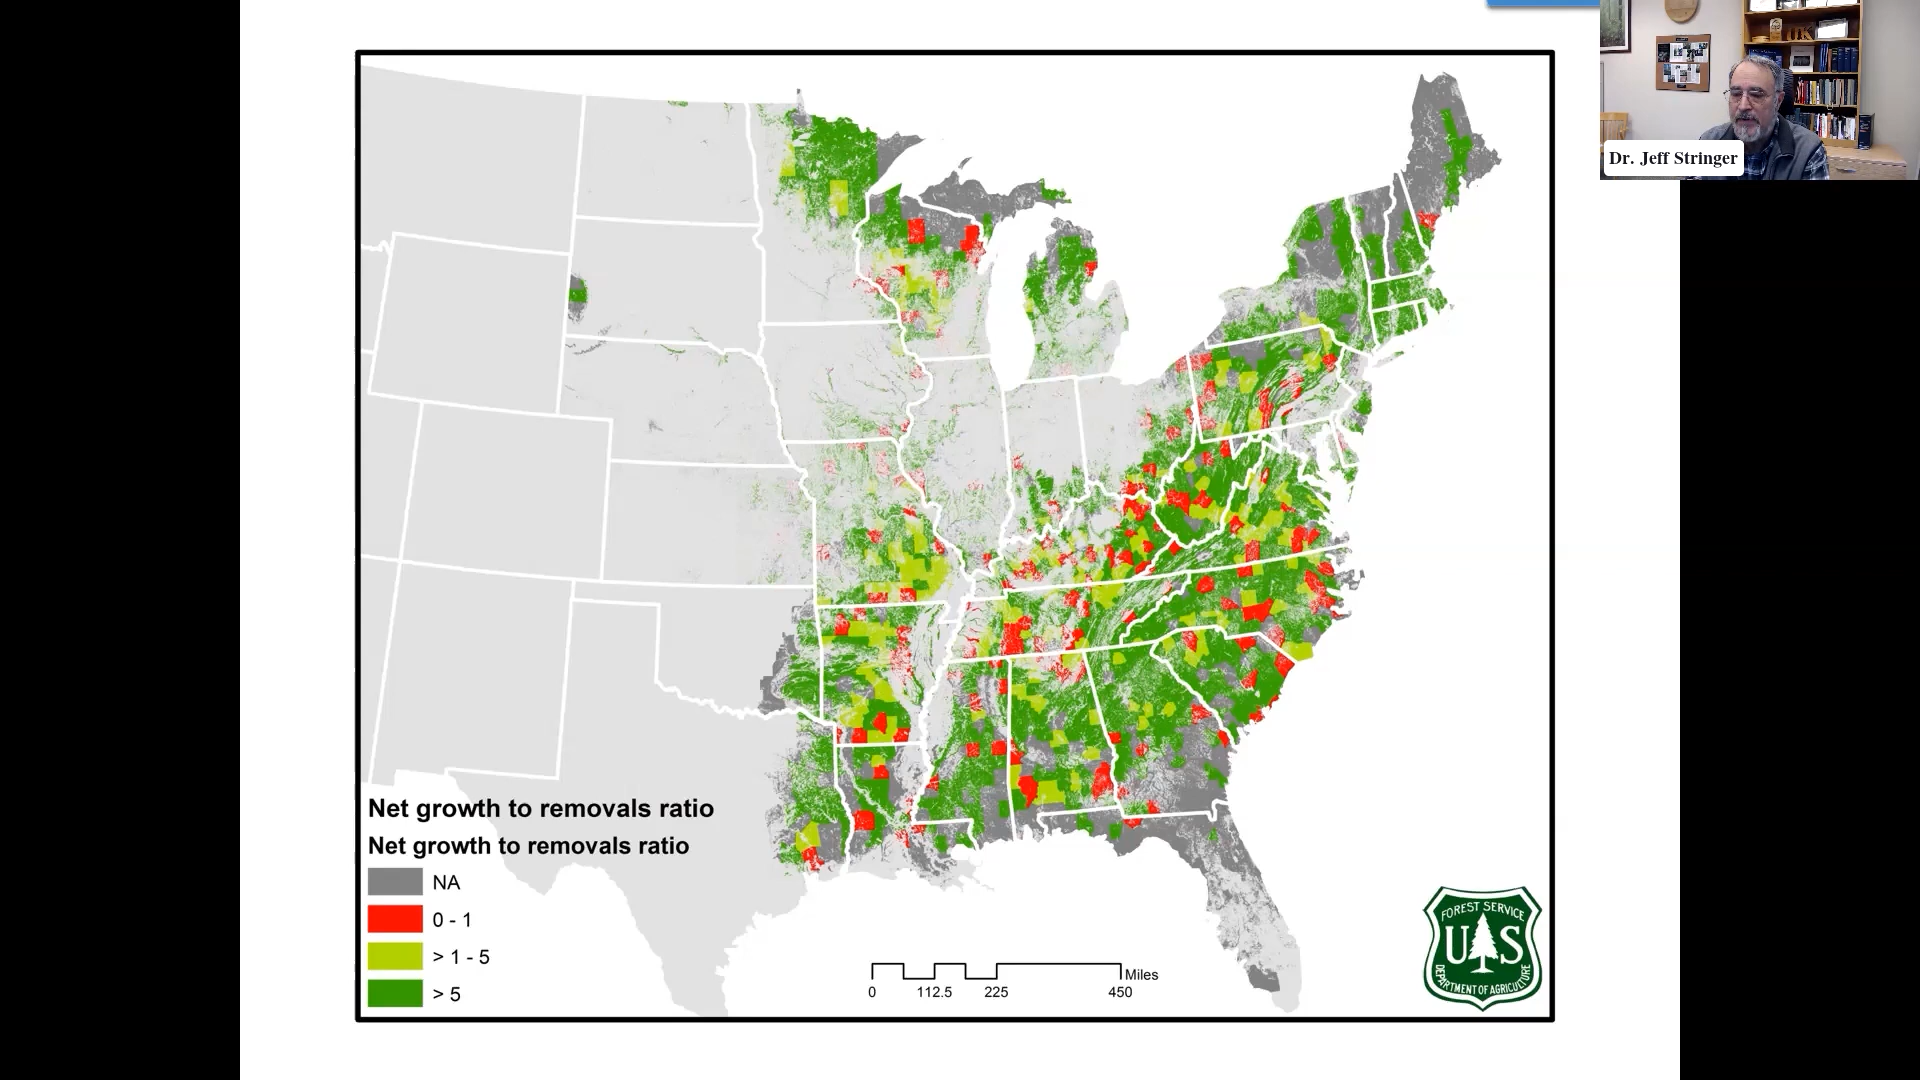 Dr. Jeff Stringer
Net growth to removals ratio
Net growth to removals ratio
NA
0 - 1
> 1 - 5
> 5
Miles
0 112.5 225 450
FOREST SERVICE
U S
DEPARTMENT OF AGRICULTURE